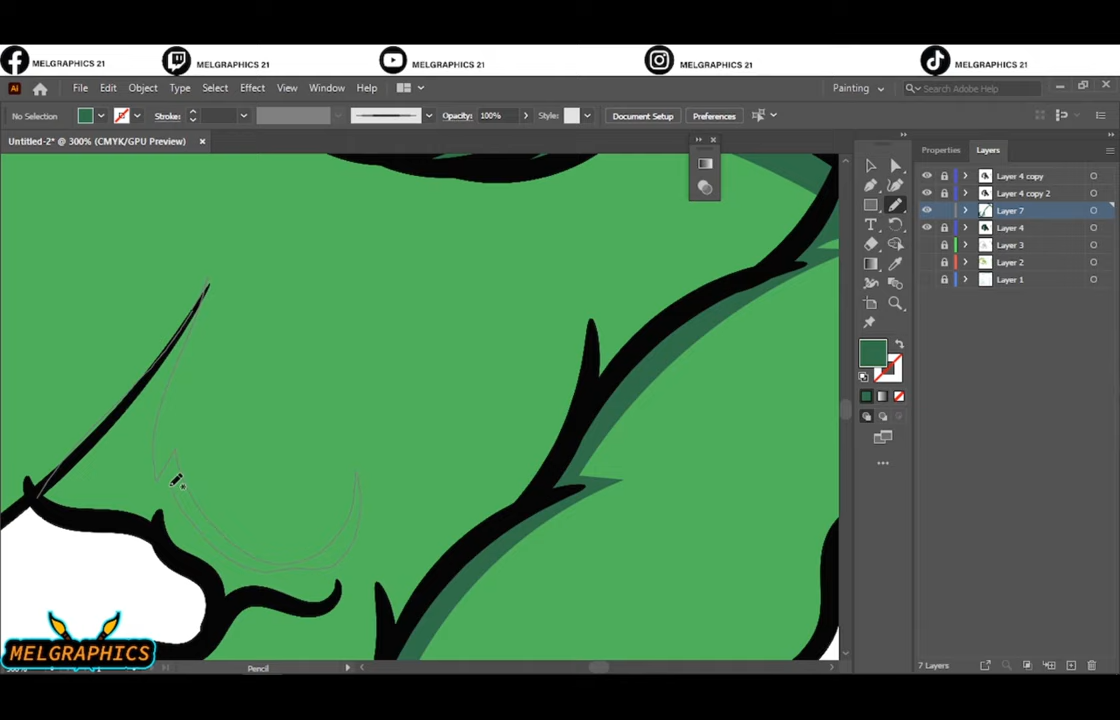 MELGRAPHICS 21 MELGRAPHICS 21 MELGRAPHICS 21 MELGRAPHICS 21 MELGRAPHICS 21
Ai File Edit Object Type Select Effect View Window Help Painting Search Adobe Help
No Selection Stroke: Opacity: 100% Style: Document Setup Preferences
Untitled-2* @ 300% (CMYK/GPU Preview)
Properties Layers
Layer 4 copy
Layer 4 copy 2
Layer 7
Layer 4
Layer 3
Layer 2
Layer 1
MELGRAPHICS
Pencil
7 Layers